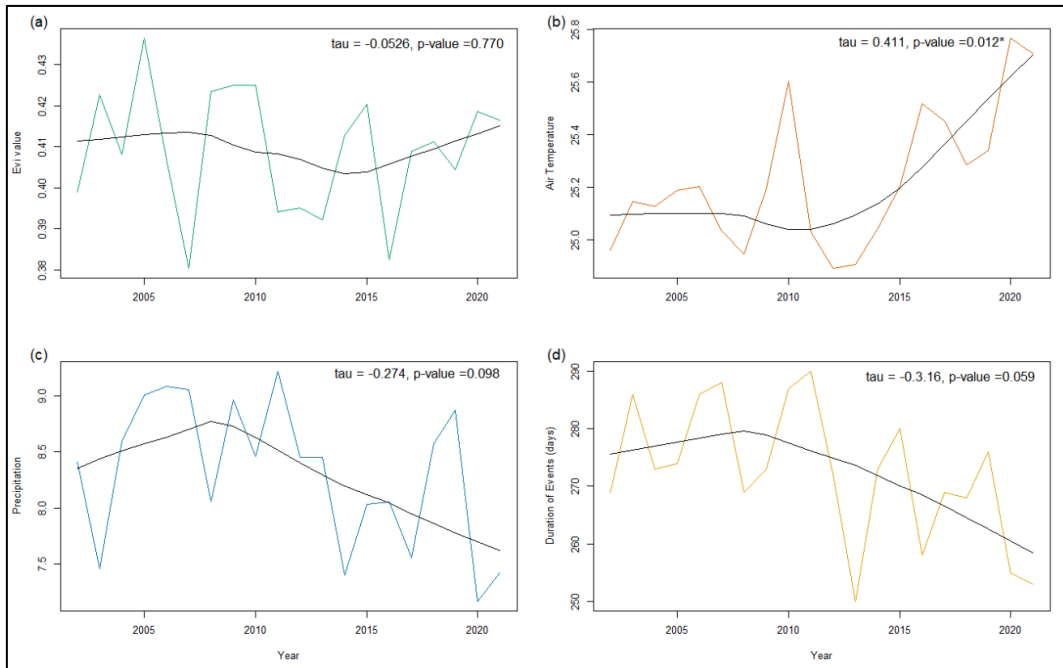 (a)
tau = -0.0526, p-value =0.770
Evi value
0.43
0.42
0.41
0.40
0.39
0.38
2005
2010
2015
2020
(b)
tau = 0.411, p-value =0.012*
Air Temperature
25.8
25.6
25.4
25.2
25.0
2005
2010
2015
2020
(c)
tau = -0.274, p-value =0.098
Precipitation
9.0
8.5
8.0
7.5
2005
2010
2015
2020
Year
(d)
tau = -0.3.16, p-value =0.059
Duration of Events (days)
290
280
270
260
250
2005
2010
2015
2020
Year